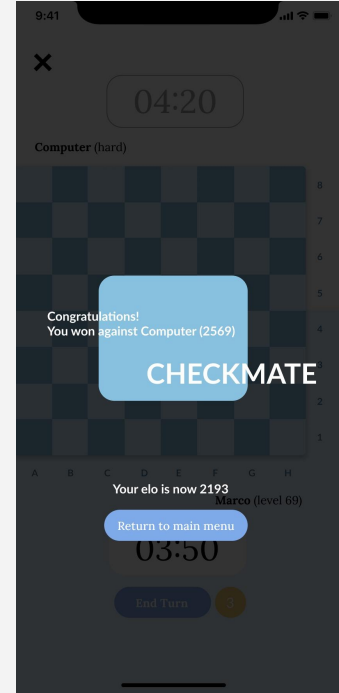 9:41
04:20
Computer (hard)
8
7
6
5
Congratulations!
You won against Computer (2569)
4
CHECKMATE
2
1
A B C D E F G H
Your elo is now 2193
Marco (level 69)
Return to main menu
03:50
End Turn
3